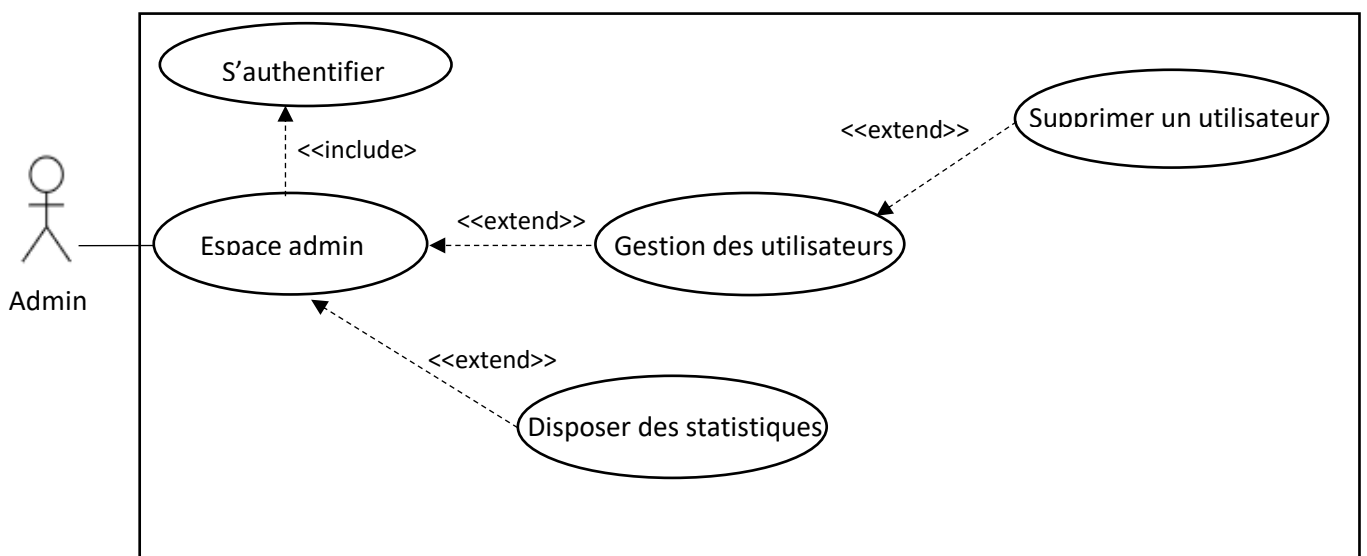 S’authentifier
Supprimer un utilisateur
<<extend>>
<<include>
<<extend>>
Espace admin
Gestion des utilisateurs
Admin
<<extend>>
Disposer des statistiques